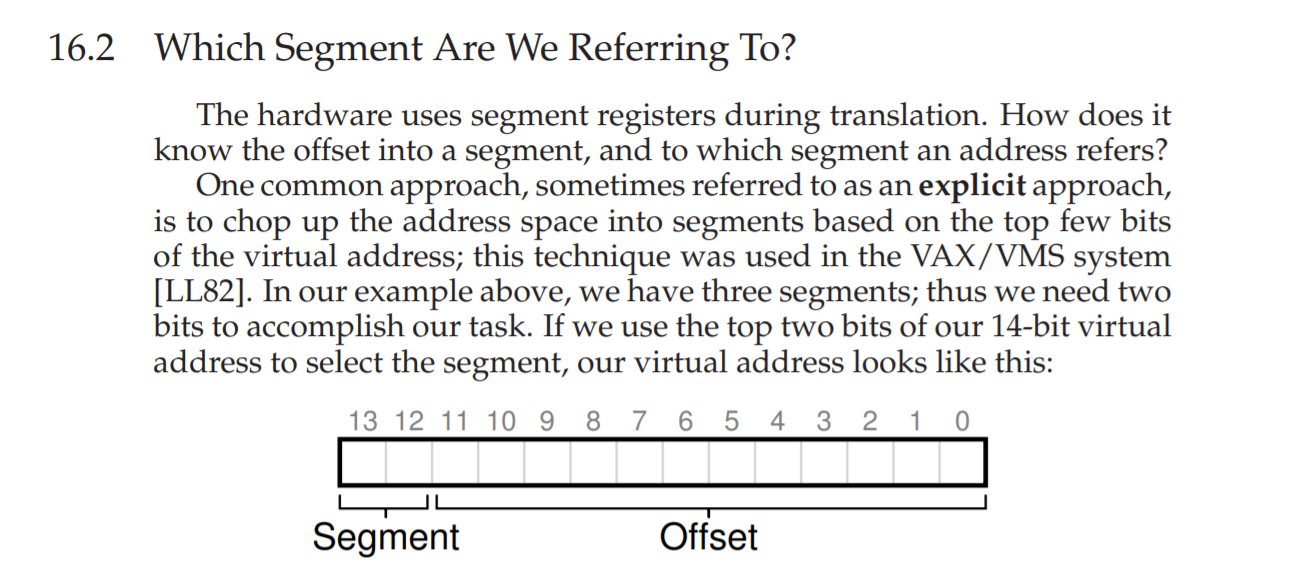 16.2 Which Segment Are We Referring To?
The hardware uses segment registers during translation. How does it
know the offset into a segment, and to which segment an address refers?
One common approach, sometimes referred to as an explicit approach,
is to chop up the address space into segments based on the top few bits
of the virtual address; this technique was used in the VAX/VMS system
[LL82]. In our example above, we have three segments; thus we need two
bits to accomplish our task. If we use the top two bits of our 14-bit virtual
address to select the segment, our virtual address looks like this:
13 12 11 10 9 8 7 6 5 4 3 2 1 0
Segment Offset